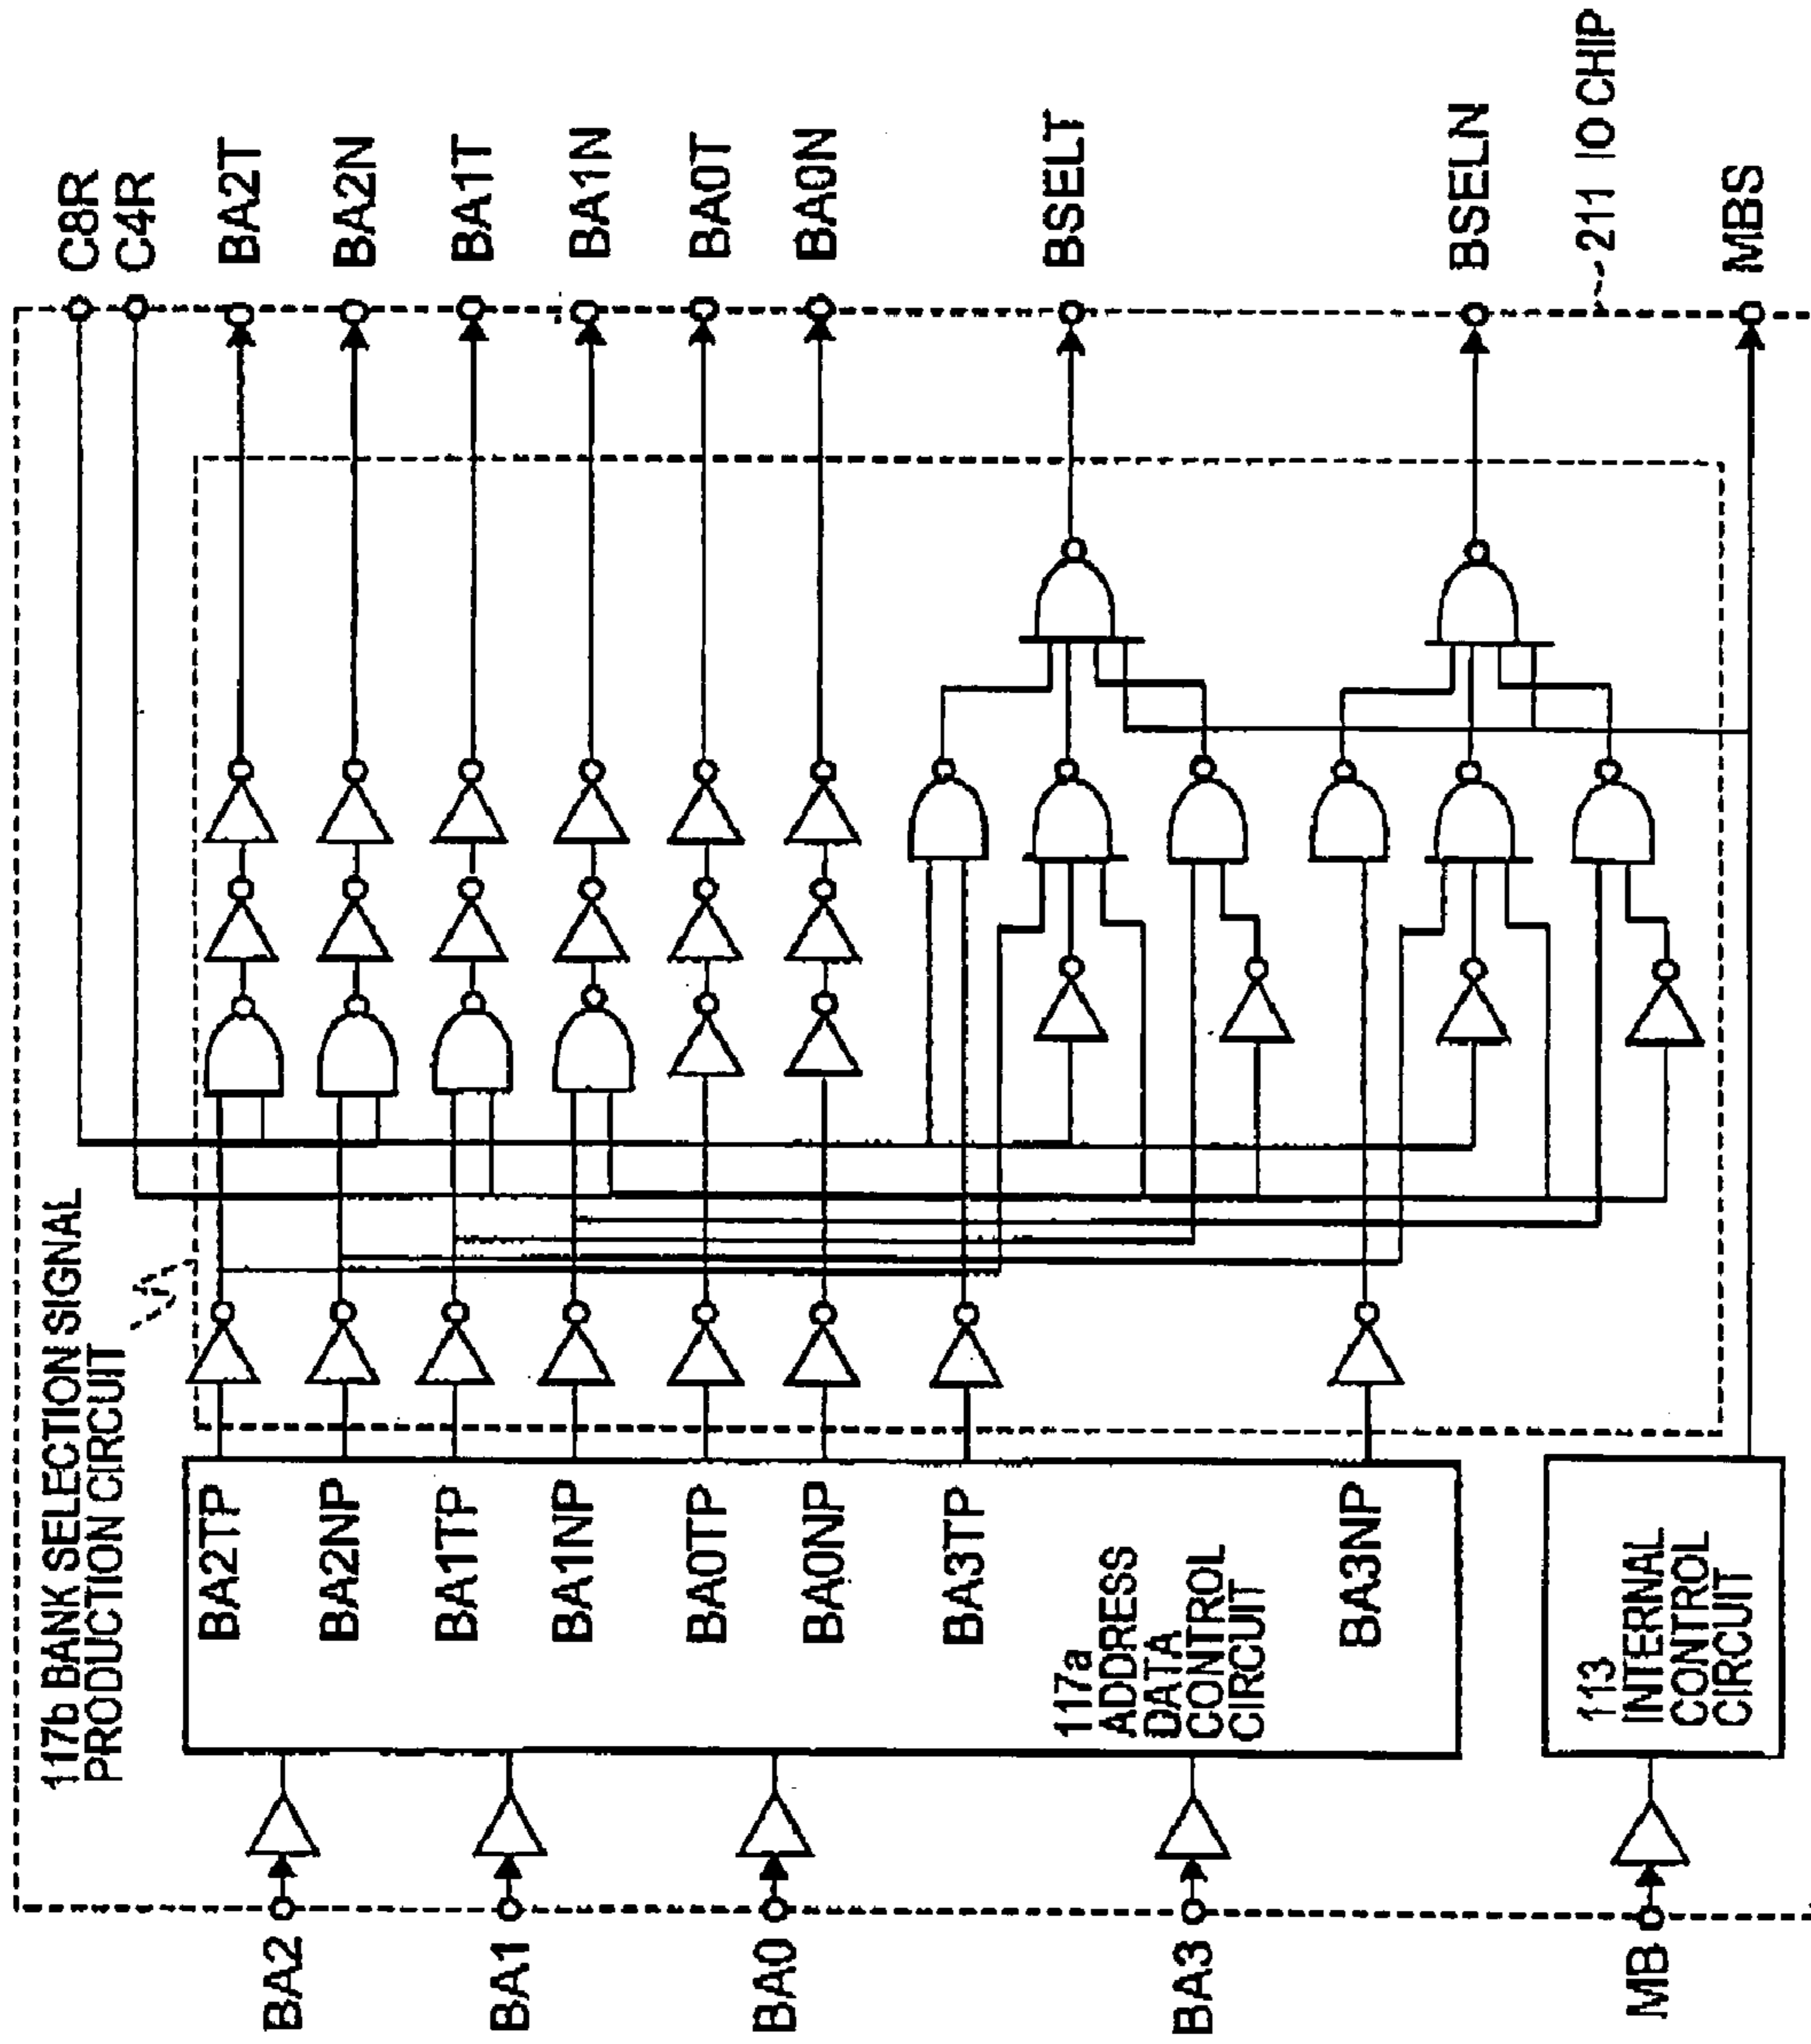 117b BANK SELECTION SIGNAL
PRODUCTION CIRCUIT
C8R
C4R
BA2
BA1
BA0
BA3
MB
BA2TP
BA2NP
BA1TP
BA1NP
BA0TP
BA0NP
BA3TP
BA3NP
117a
ADDRESS
DATA
CONTROL
CIRCUIT
113
INTERNAL
CONTROL
CIRCUIT
BA2T
BA2N
BA1T
BA1N
BA0T
BA0N
BSELT
BSELN
211 IO CHIP
MBS